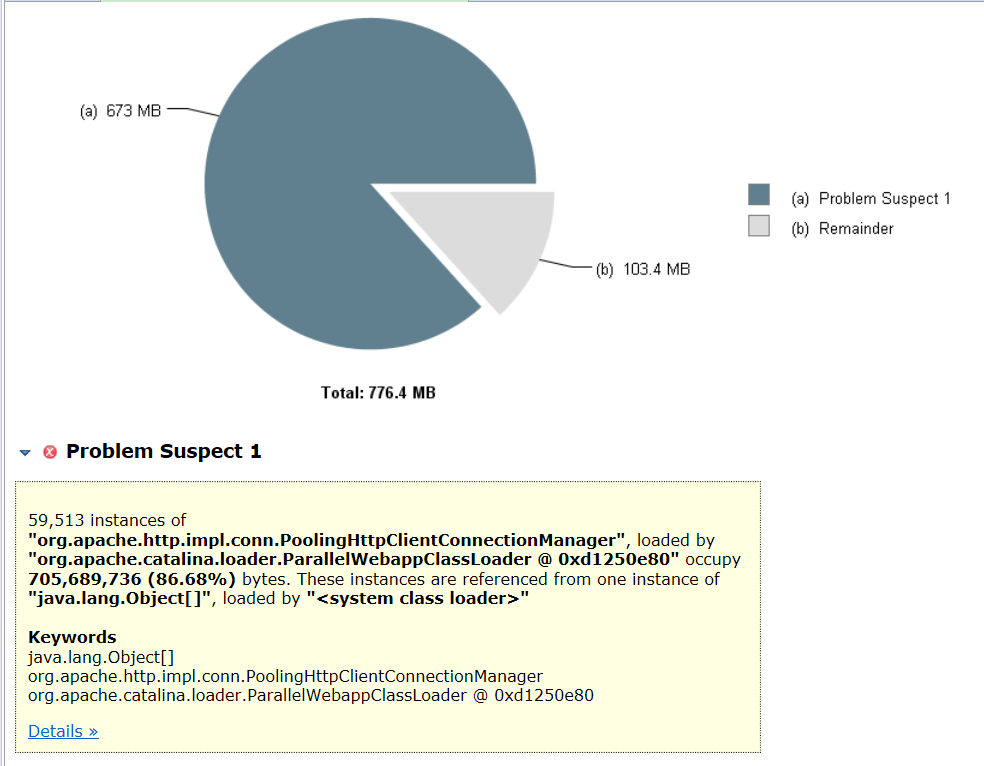 (a) 673 MB
(a) Problem Suspect 1
(b) Remainder
(b) 103.4 MB
Total: 776.4 MB
Problem Suspect 1
59,513 instances of
"org.apache.http.impl.conn.PoolingHttpClientConnectionManager", loaded by
"org.apache.catalina.loader.ParallelWebappClassLoader @ 0xd1250e80" occupy
705,689,736 (86.68%) bytes. These instances are referenced from one instance of
"java.lang.Object[]", loaded by "<system class loader>"
Keywords
java.lang.Object[]
org.apache.http.impl.conn.PoolingHttpClientConnectionManager
org.apache.catalina.loader.ParallelWebappClassLoader @ 0xd1250e80
Details »